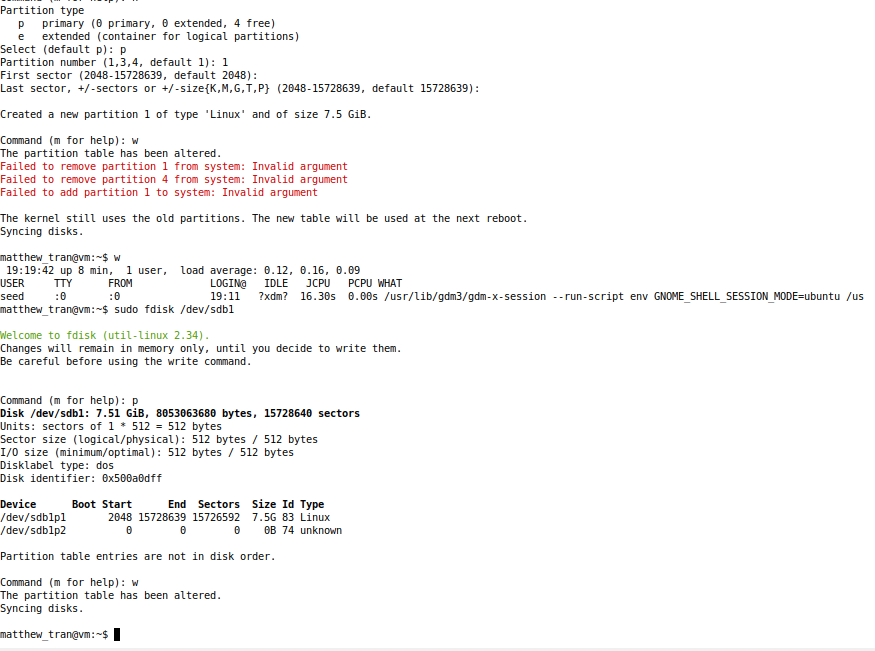 Command (m for help): n
Partition type
   p   primary (0 primary, 0 extended, 4 free)
   e   extended (container for logical partitions)
Select (default p): p
Partition number (1,3,4, default 1): 1
First sector (2048-15728639, default 2048):
Last sector, +/-sectors or +/-size{K,M,G,T,P} (2048-15728639, default 15728639):
Created a new partition 1 of type 'Linux' and of size 7.5 GiB.
Command (m for help): w
The partition table has been altered.
Failed to remove partition 1 from system: Invalid argument
Failed to remove partition 4 from system: Invalid argument
Failed to add partition 1 to system: Invalid argument
The kernel still uses the old partitions. The new table will be used at the next reboot.
Syncing disks.
matthew_tran@vm:~$ w
 19:19:42 up 8 min,  1 user,  load average: 0.12, 0.16, 0.09
USER     TTY      FROM             LOGIN@   IDLE   JCPU   PCPU WHAT
seed     :0       :0               19:11   ?xdm?  16.30s  0.00s /usr/lib/gdm3/gdm-x-session --run-script env GNOME_SHELL_SESSION_MODE=ubuntu /us
matthew_tran@vm:~$ sudo fdisk /dev/sdb1
Welcome to fdisk (util-linux 2.34).
Changes will remain in memory only, until you decide to write them.
Be careful before using the write command.
Command (m for help): p
Disk /dev/sdb1: 7.51 GiB, 8053063680 bytes, 15728640 sectors
Units: sectors of 1 * 512 = 512 bytes
Sector size (logical/physical): 512 bytes / 512 bytes
I/O size (minimum/optimal): 512 bytes / 512 bytes
Disklabel type: dos
Disk identifier: 0x500a0dff
Device      Boot Start      End  Sectors  Size Id Type
/dev/sdb1p1       2048 15728639 15726592  7.5G 83 Linux
/dev/sdb1p2          0        0        0    0B 74 unknown
Partition table entries are not in disk order.
Command (m for help): w
The partition table has been altered.
Syncing disks.
matthew_tran@vm:~$